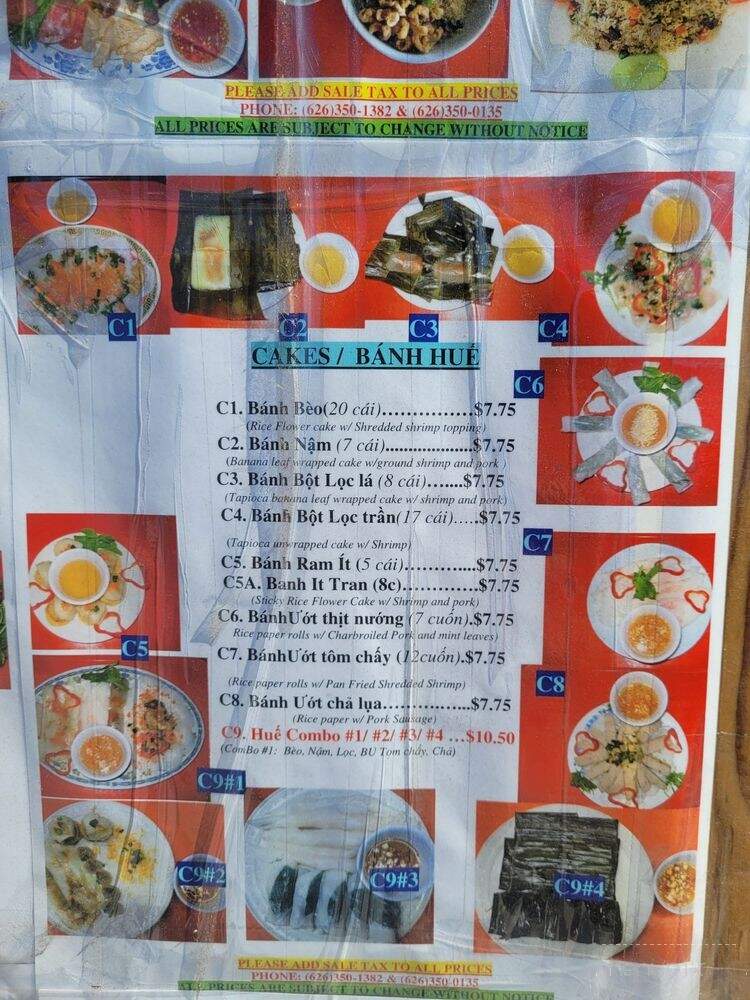 PLEASE ADD SALE TAX TO ALL PRICES
PHONE: (626)350-1382 & (626)350-0135
ALL PRICES ARE SUBJECT TO CHANGE WITHOUT NOTICE
C1
C2
C3
C4
CAKES / BÁNH HUẾ
C6
C1. Bánh Bèo(20 cái)................$7.75
(Rice Flower cake w/ Shredded shrimp topping)
C2. Bánh Nậm (7 cái)......................$7.75
(Banana leaf wrapped cake w/ground shrimp and pork )
C3. Bánh Bột Lọc lá (8 cái)........$7.75
(Tapioca banana leaf wrapped cake w/ shrimp and pork)
C4. Bánh Bột Lọc trần(17 cái).....$7.75
(Tapioca unwrapped cake w/ Shrimp)
C7
C5. Bánh Ram Ít (5 cái).............$7.75
C5A. Banh It Tran (8c)..............$7.75
(Sticky Rice Flower Cake w/ Shrimp and pork)
C6. BánhƯớt thịt nướng (7 cuốn).$7.75
Rice paper rolls w/ Charbroiled Pork and mint leaves)
C5
C7. BánhƯớt tôm chấy (12cuốn).$7.75
(Rice paper rolls w/ Pan Fried Shredded Shrimp)
C8
C8. Bánh Ướt chả lụa...............$7.75
(Rice paper w/ Pork Sausage)
C9. Huế Combo #1/ #2/ #3/ #4 ...$10.50
(ComBo #1: Bèo, Nậm, Lọc, BU Tom chấy, Chả)
C9#1
C9#2
C9#3
C9#4
PLEASE ADD SALE TAX TO ALL PRICES
PHONE: (626)350-1382 & (626)350-0135
ALL PRICES ARE SUBJECT TO CHANGE WITHOUT NOTICE